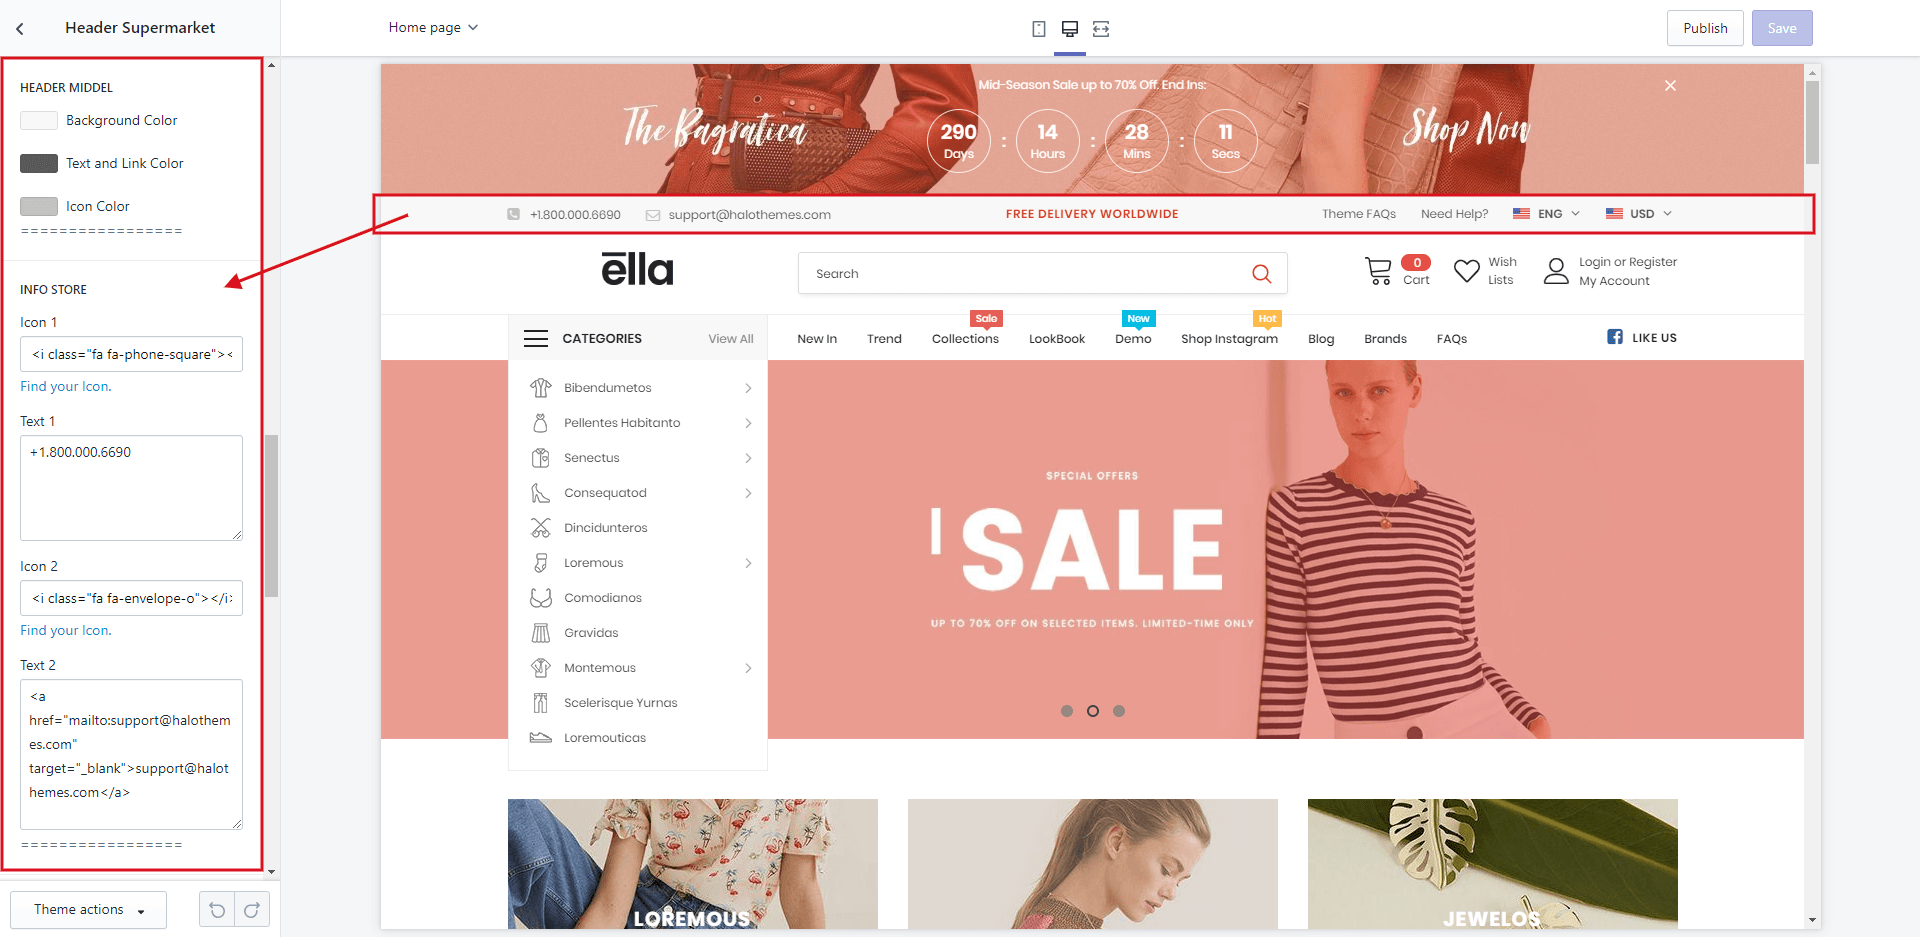 Header Supermarket
Home page
Publish
Save
HEADER MIDDEL
Background Color
Text and Link Color
Icon Color
=================
INFO STORE
Icon 1
<i class="fa fa-phone-square"><
Find your Icon.
Text 1
+1.800.000.6690
Icon 2
<i class="fa fa-envelope-o"></i>
Find your Icon.
Text 2
<a
href="mailto:support@halothem
es.com"
target="_blank">support@halot
hemes.com</a>
=================
Theme actions
Mid-Season Sale up to 70% Off. End Ins:
The Bagratica
290 : 14 : 28 : 11
Days Hours Mins Secs
Shop Now
+1.800.000.6690 support@halothemes.com FREE DELIVERY WORLDWIDE Theme FAQs Need Help? ENG USD
ella
Search
0
Cart
Wish
Lists
Login or Register
My Account
Sale New Hot
CATEGORIES View All New In Trend Collections LookBook Demo Shop Instagram Blog Brands FAQs LIKE US
Bibendumetos
Pellentes Habitanto
Senectus
Consequatod
Dincidunteros
Loremous
Comodianos
Gravidas
Montemous
Scelerisque Yurnas
Loremouticas
SPECIAL OFFERS
SALE
UP TO 70% OFF ON SELECTED ITEMS. LIMITED-TIME ONLY
LOREMOUS
JEWELOS